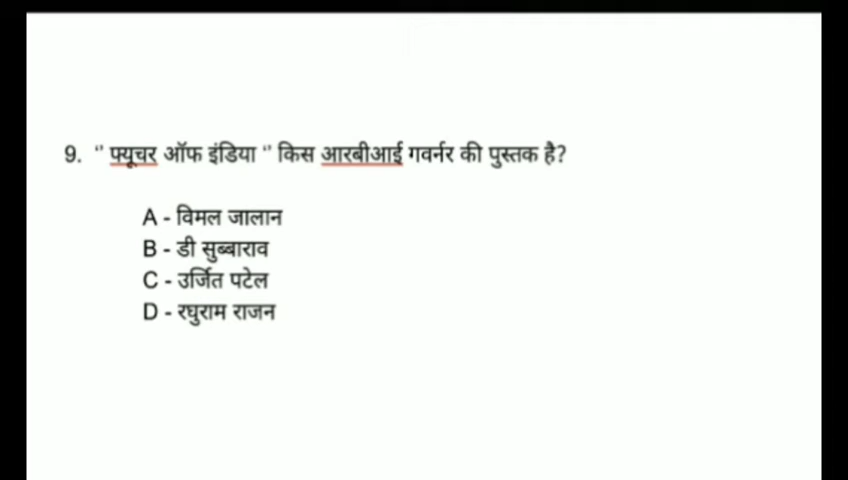 9. " फ्यूचर ऑफ इंडिया " किस आरबीआई गवर्नर की पुस्तक है?
A - विमल जालान
B - डी सुब्बाराव
C - उर्जित पटेल
D - रघुराम राजन